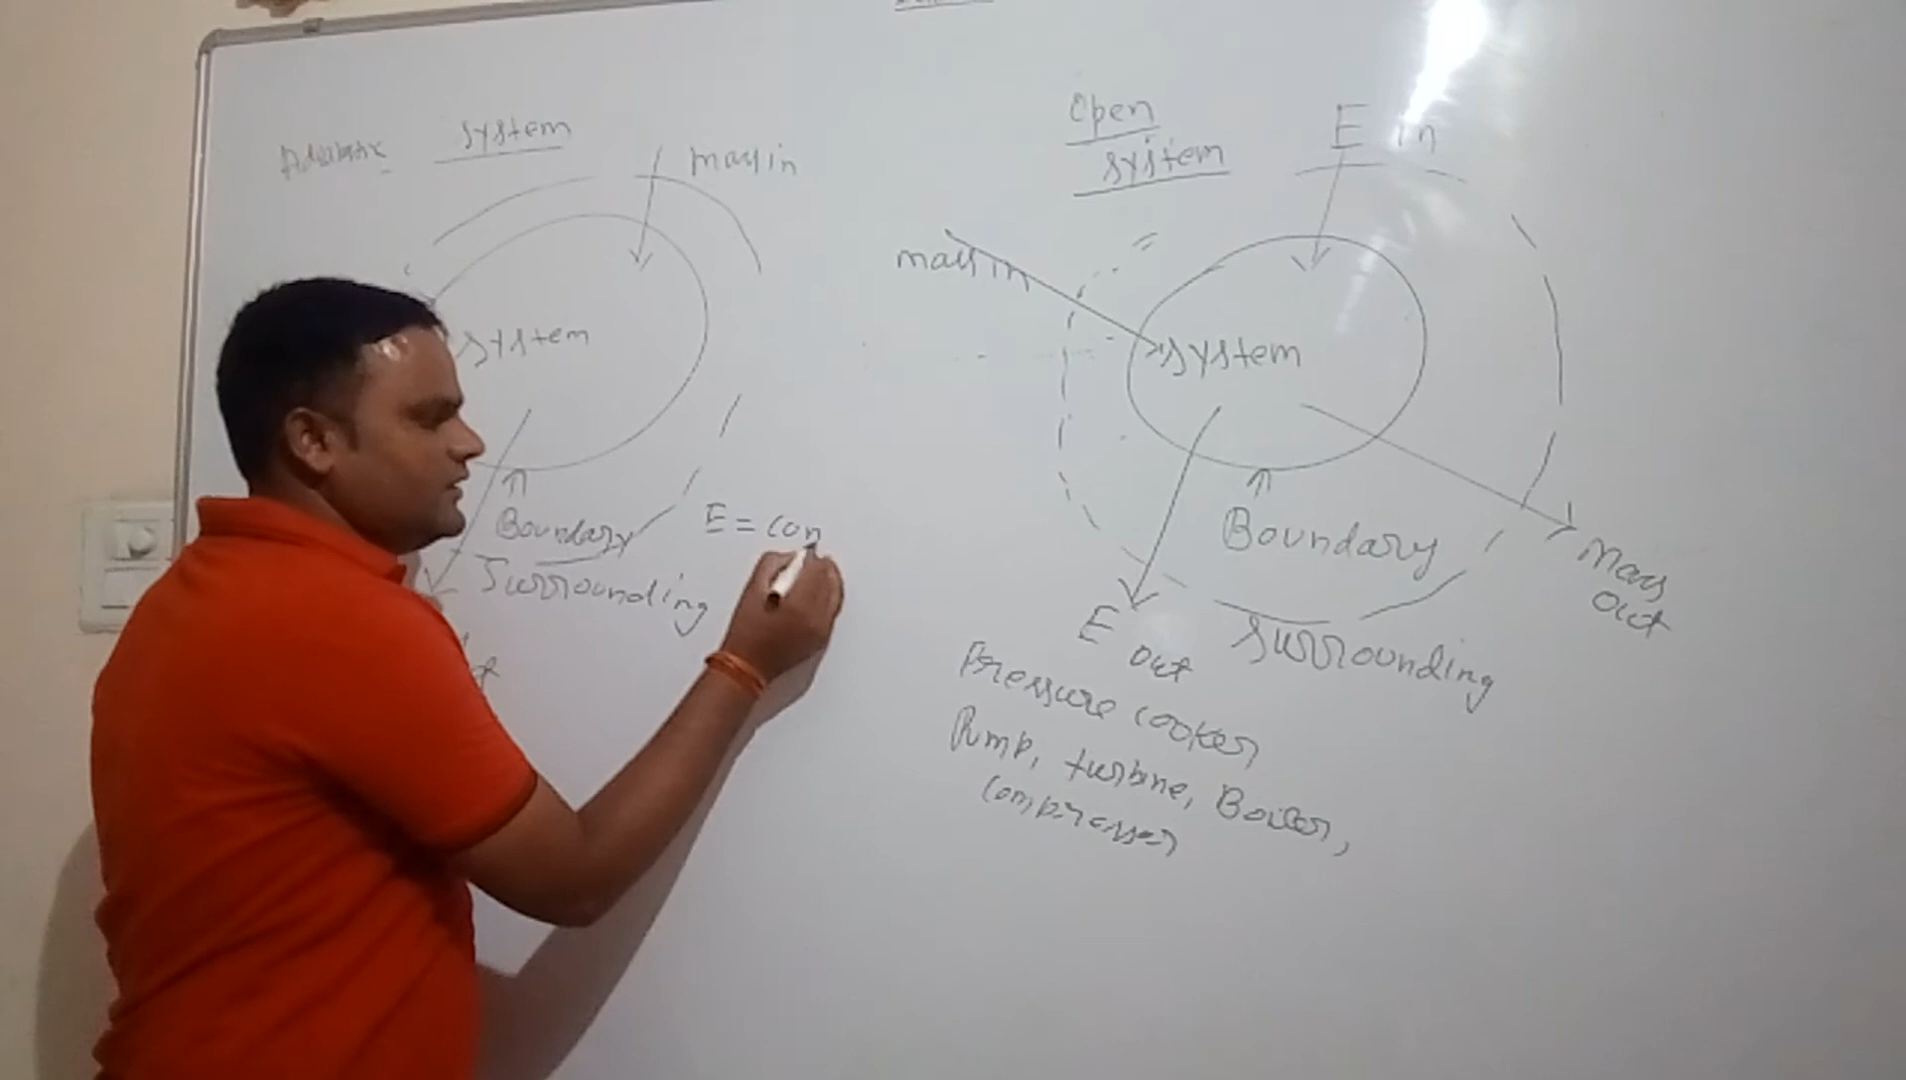 System
mass in
System
Boundary
Surrounding
E = con
Open
system
E in
mass in
system
Boundary
Mass
out
E out
Surrounding
Pressure cooker
Pump, turbine, Boiler,
compressor